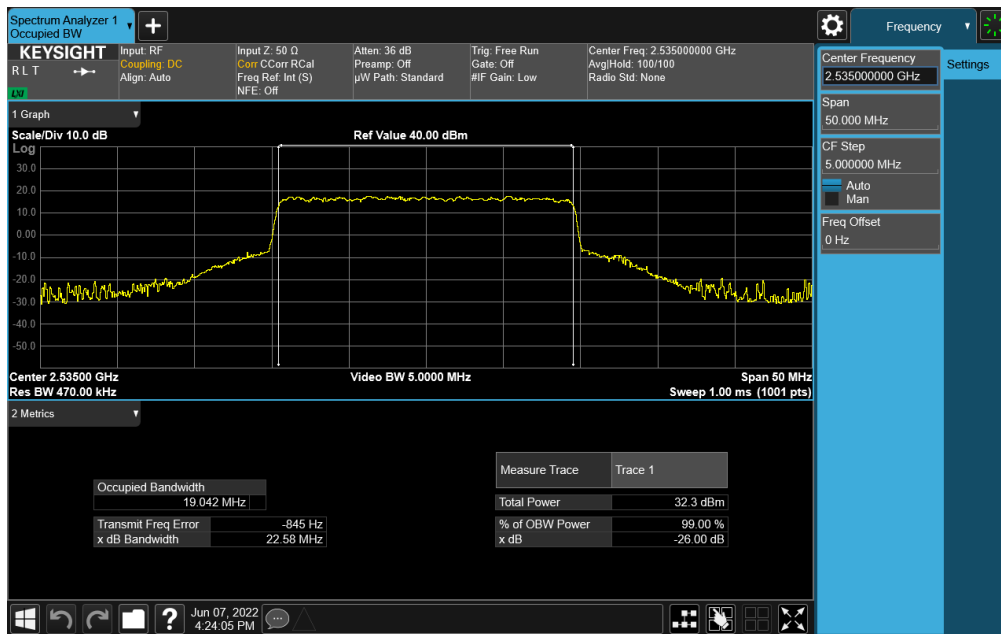 Spectrum Analyzer 1
Occupied BW
Frequency
KEYSIGHT
R L T
LXI
Input: RF
Coupling: DC
Align: Auto
Input Z: 50 Ω
Corr CCorr RCal
Freq Ref: Int (S)
NFE: Off
Atten: 36 dB
Preamp: Off
µW Path: Standard
Trig: Free Run
Gate: Off
#IF Gain: Low
Center Freq: 2.535000000 GHz
Avg|Hold: 100/100
Radio Std: None
Center Frequency
2.535000000 GHz
Settings
Span
50.000 MHz
CF Step
5.000000 MHz
Auto
Man
Freq Offset
0 Hz
1 Graph
Scale/Div 10.0 dB
Ref Value 40.00 dBm
Log
30.0
20.0
10.0
0.00
-10.0
-20.0
-30.0
-40.0
-50.0
Center 2.53500 GHz
Video BW 5.0000 MHz
Span 50 MHz
Res BW 470.00 kHz
Sweep 1.00 ms (1001 pts)
2 Metrics
Measure Trace
Trace 1
Occupied Bandwidth
19.042 MHz
Total Power
32.3 dBm
Transmit Freq Error
-845 Hz
% of OBW Power
99.00 %
x dB Bandwidth
22.58 MHz
x dB
-26.00 dB
?
Jun 07, 2022
4:24:05 PM